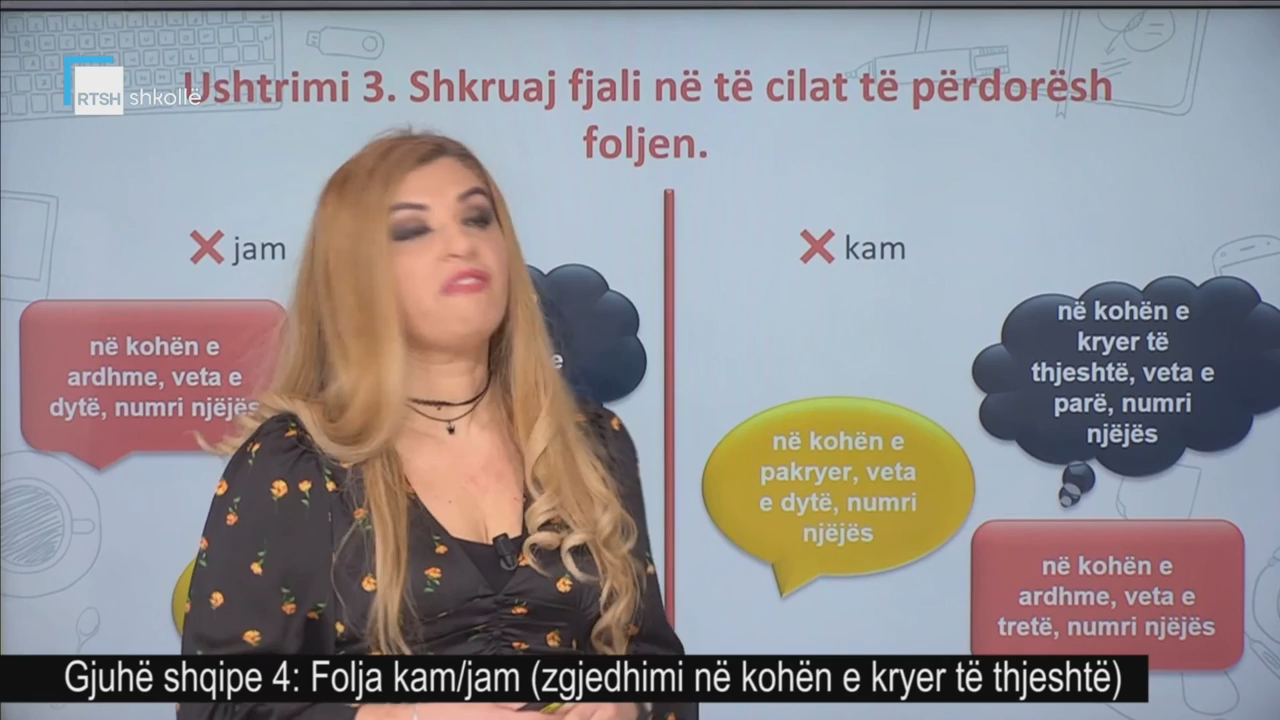 RTSH shkollë
Ushtrimi 3. Shkruaj fjali në të cilat të përdorësh
foljen.
jam
kam
në kohën e
ardhme, veta e
dytë, numri njëjës
e
në kohën e
kryer të
thjeshtë, veta e
parë, numri
njëjës
në kohën e
pakryer, veta
e dytë, numri
njëjës
në kohën e
ardhme, veta e
tretë, numri njëjës
Gjuhë shqipe 4: Folja kam/jam (zgjedhimi në kohën e kryer të thjeshtë)